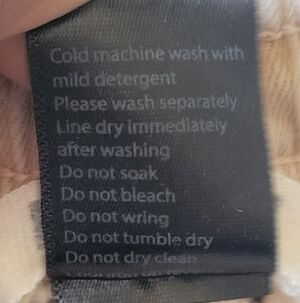 Cold machine wash with
mild detergent
Please wash separately
Line dry immediately
after washing
Do not soak
Do not bleach
Do not wring
Do not tumble dry
Do not dry clean